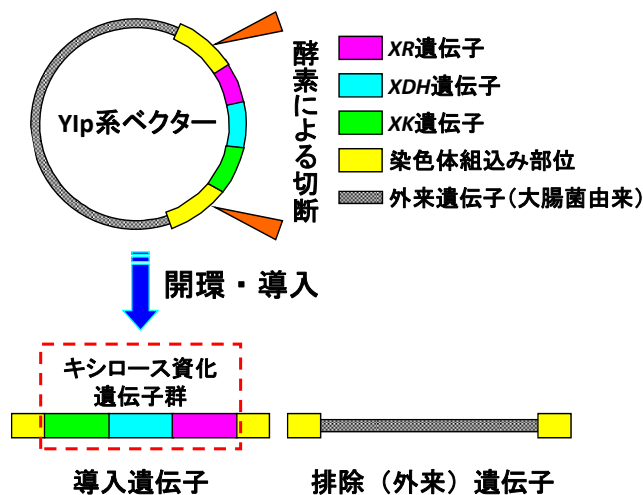 YIp系ベクター
酵素による切断
XR遺伝子
XDH遺伝子
XK遺伝子
染色体組込み部位
外来遺伝子（大腸菌由来）
開環・導入
キシロース資化
遺伝子群
導入遺伝子
排除（外来）遺伝子